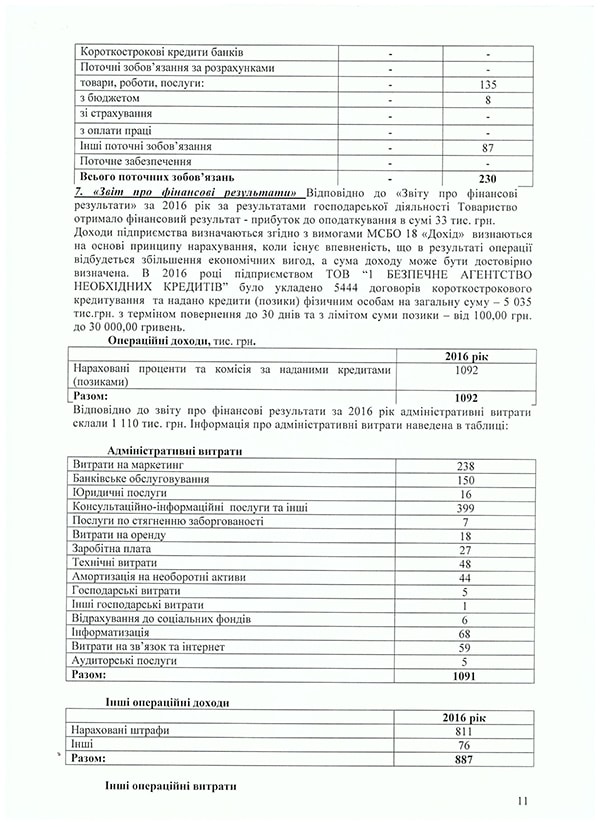 Короткострокові кредити банків - -
Поточні зобов’язання за розрахунками - -
товари, роботи, послуги: - 135
з бюджетом - 8
зі страхування - -
з оплати праці - -
Інші поточні зобов’язання - 87
Поточне забезпечення - -
Всього поточних зобов’язань - 230
7. «Звіт про фінансові результати» Відповідно до «Звіту про фінансові
результати» за 2016 рік за результатами господарської діяльності Товариство
отримало фінансовий результат - прибуток до оподаткування в сумі 33 тис. грн.
Доходи підприємства визначаються згідно з вимогами МСБО 18 «Дохід» визнаються
на основі принципу нарахування, коли існує впевненість, що в результаті операції
відбудеться збільшення економічних вигод, а сума доходу може бути достовірно
визначена. В 2016 році підприємством ТОВ “1 БЕЗПЕЧНЕ АГЕНТСТВО
НЕОБХІДНИХ КРЕДИТІВ” було укладено 5444 договорів короткострокового
кредитування та надано кредити (позики) фізичним особам на загальну суму – 5 035
тис.грн. з терміном повернення до 30 днів та з лімітом суми позики – від 100,00 грн.
до 30 000,00 гривень.
Операційні доходи, тис. грн.
2016 рік
Нараховані проценти та комісія за наданими кредитами 1092
(позиками)
Разом: 1092
Відповідно до звіту про фінансові результати за 2016 рік адміністративні витрати
склали 1 110 тис. грн. Інформація про адміністративні витрати наведена в таблиці:
Адміністративні витрати
Витрати на маркетинг 238
Банківське обслуговування 150
Юридичні послуги 16
Консультаційно-інформаційні послуги та інші 399
Послуги по стягненню заборгованості 7
Витрати на оренду 18
Заробітна плата 27
Технічні витрати 48
Амортизація на необоротні активи 44
Господарські витрати 5
Інші господарські витрати 1
Відрахування до соціальних фондів 6
Інформатизація 68
Витрати на зв’язок та інтернет 59
Аудиторські послуги 5
Разом: 1091
Інші операційні доходи
2016 рік
Нараховані штрафи 811
Інші 76
Разом: 887
Інші операційні витрати
11